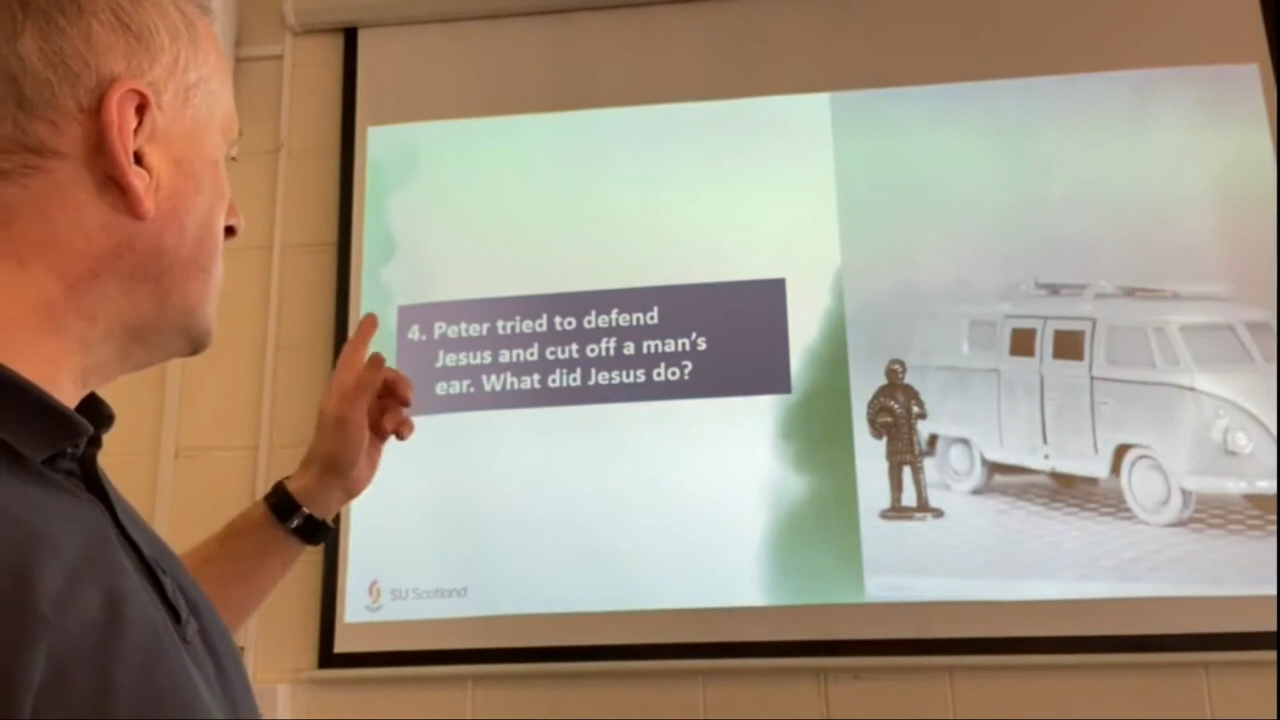 4. Peter tried to defend
Jesus and cut off a man's
ear. What did Jesus do?
SU Scotland